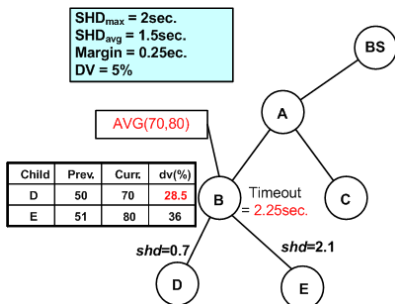 SHDmax = 2sec.
SHDavg = 1.5sec.
Margin = 0.25ec.
DV = 5%
BS
A
AVG(70,80)
Child Prev. Curr. dv(%)
D 50 70 28.5
E 51 80 36
B
Timeout
= 2.25sec.
C
shd=0.7
shd=2.1
D
E